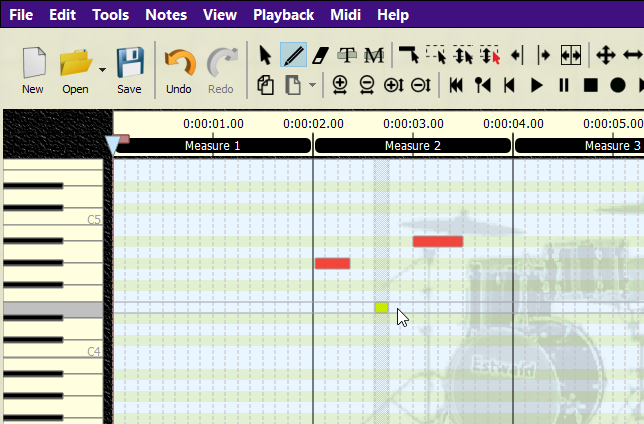 File Edit Tools Notes View Playback Midi Help
T M
New Open Save Undo Redo
0:00:01.00 0:00:02.00 0:00:03.00 0:00:04.00 0:00:05.00
Measure 1 Measure 2 Measure 3
C5
C4
Estwaid